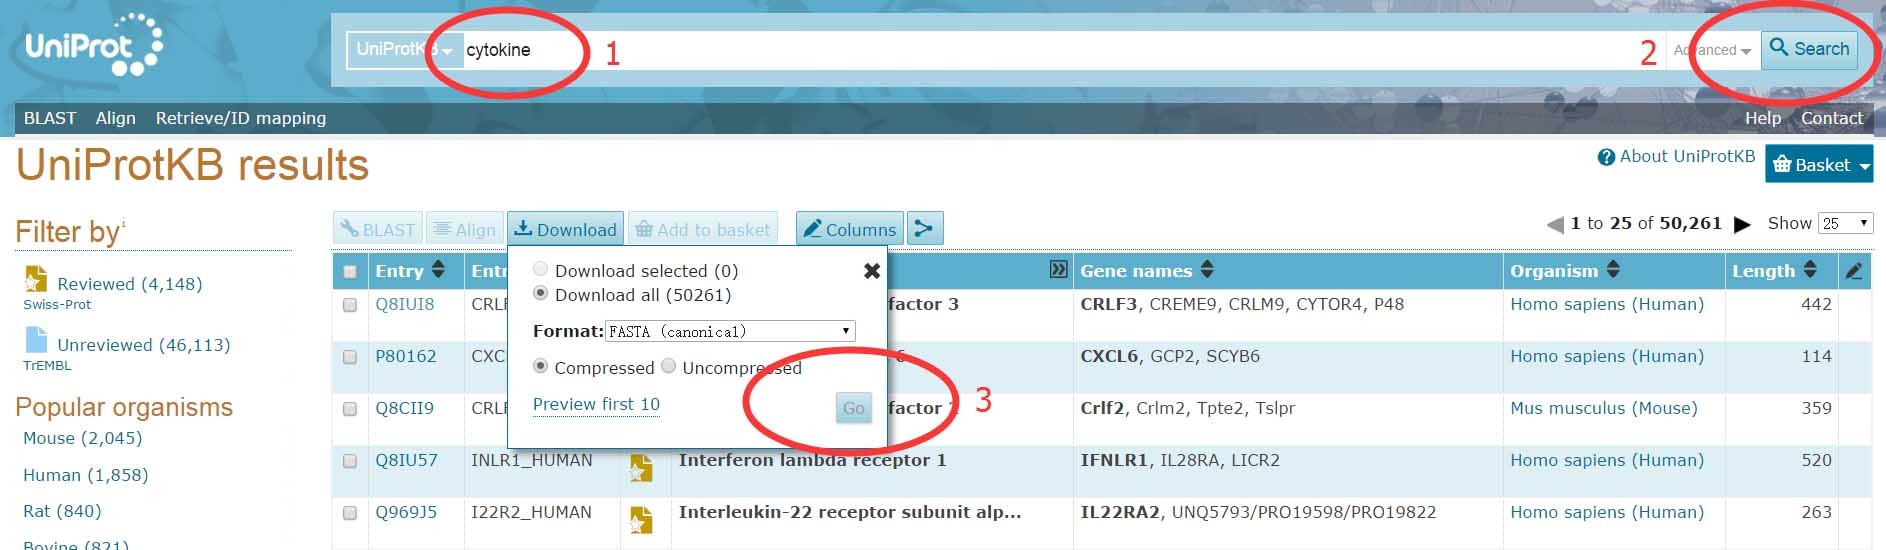 UniProt
UniProtKB cytokine 1 2 Advanced Search
BLAST Align Retrieve/ID mapping Help Contact
UniProtKB results
About UniProtKB Basket
Filter by i
BLAST Align Download Add to basket Columns 1 to 25 of 50,261 Show 25
Reviewed (4,148)
Swiss-Prot
Unreviewed (46,113)
TrEMBL
Popular organisms
Mouse (2,045)
Human (1,858)
Rat (840)
Bovine (821)
Download selected (0)
Download all (50261)
Format: FASTA (canonical)
Compressed Uncompressed
Preview first 10 Go 3
Entry Gene names Organism Length
Q8IUI8 factor 3 CRLF3, CREME9, CRLM9, CYTOR4, P48 Homo sapiens (Human) 442
P80162 CXCL6, GCP2, SCYB6 Homo sapiens (Human) 114
Q8CII9 factor Crlf2, Crlm2, Tpte2, Tslpr Mus musculus (Mouse) 359
Q8IU57 INLR1_HUMAN Interferon lambda receptor 1 IFNLR1, IL28RA, LICR2 Homo sapiens (Human) 520
Q969J5 I22R2_HUMAN Interleukin-22 receptor subunit alp... IL22RA2, UNQ5793/PRO19598/PRO19822 Homo sapiens (Human) 263